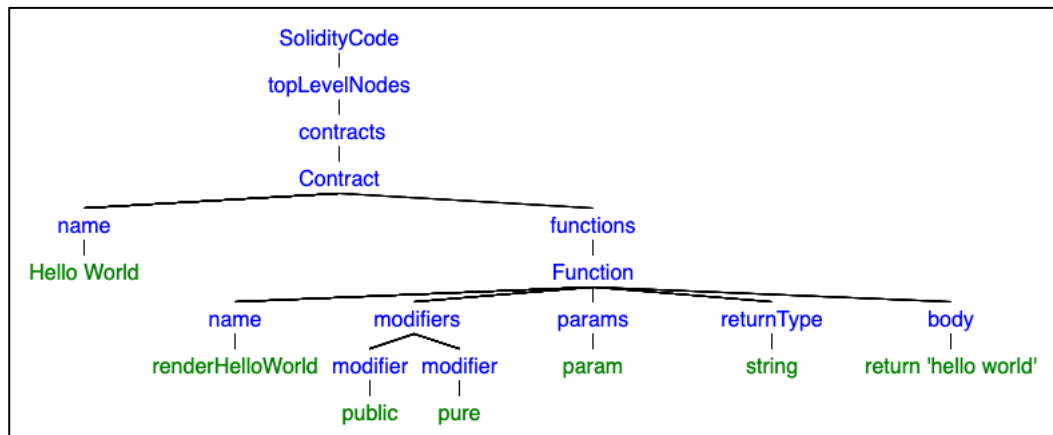 SolidityCode
topLevelNodes
contracts
Contract
name functions
Hello World Function
name modifiers params returnType body
renderHelloWorld modifier modifier param string return 'hello world'
public pure